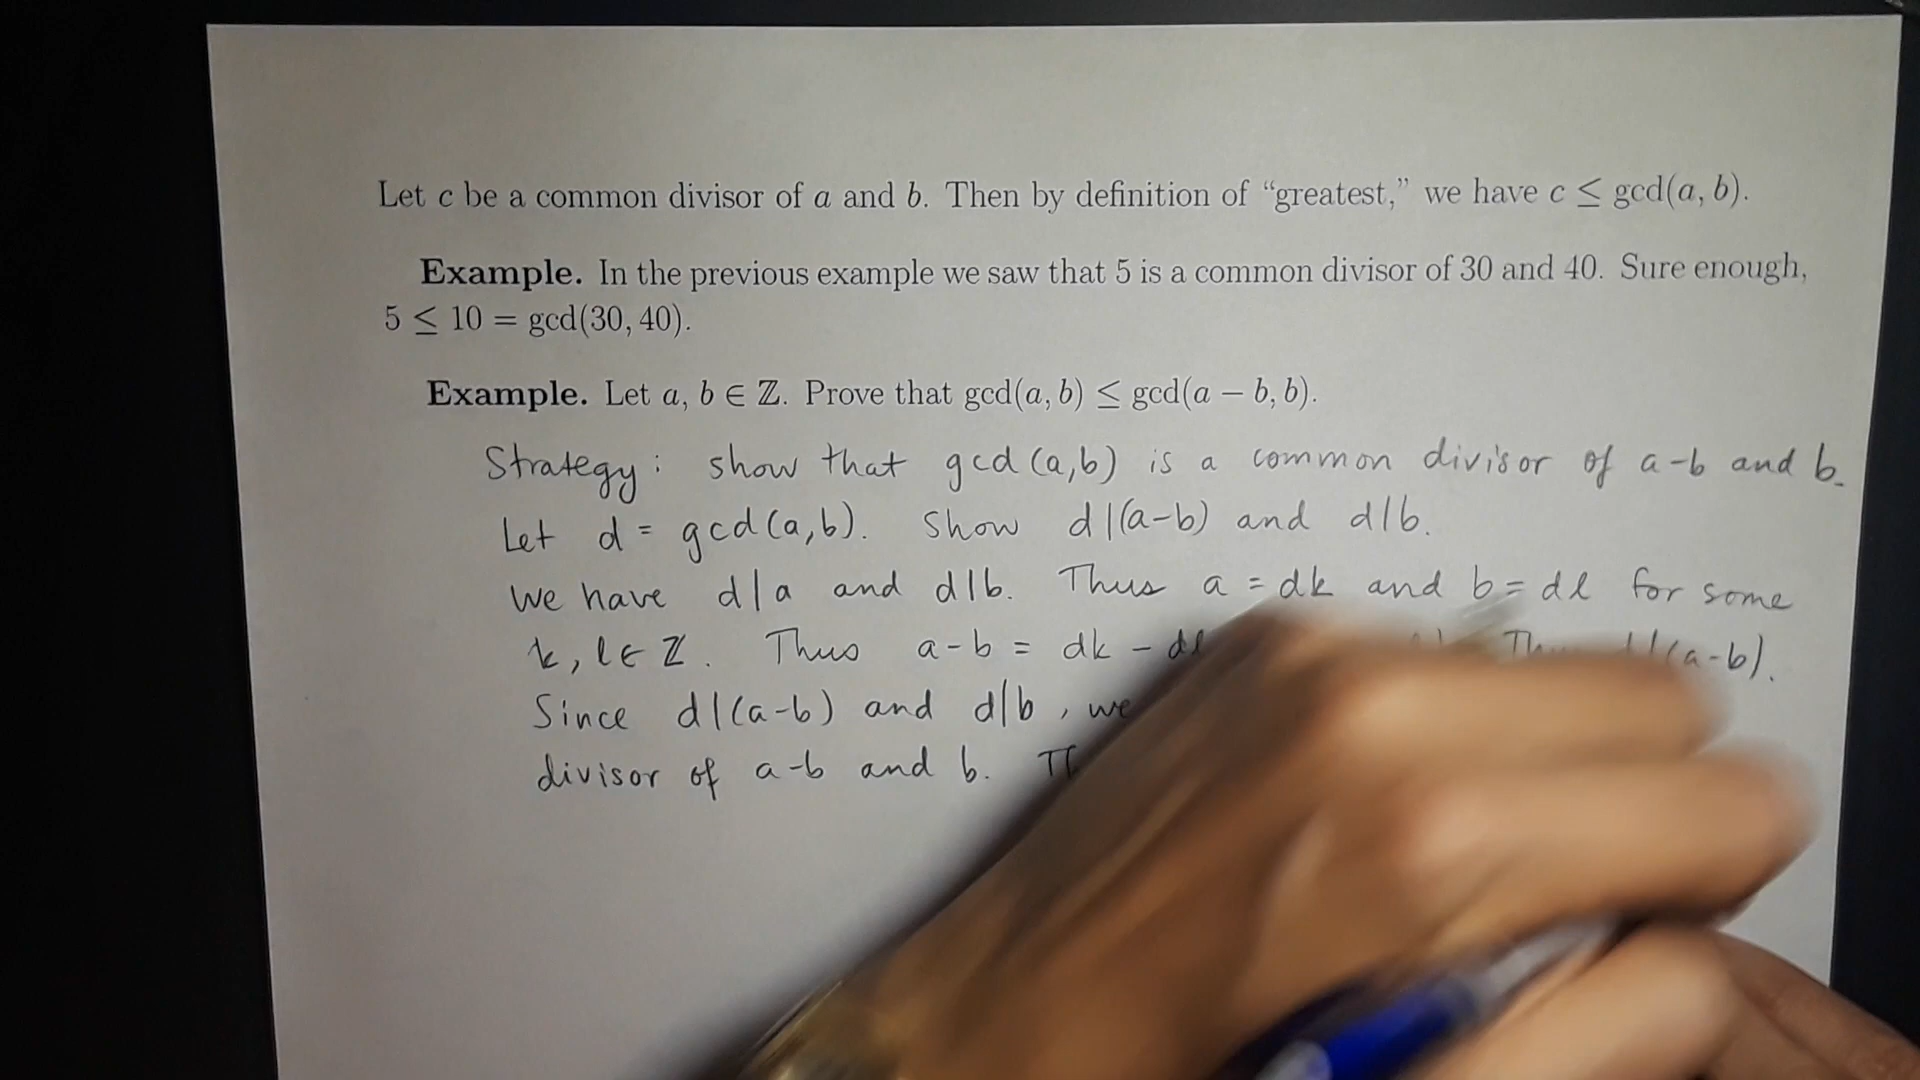 Let c be a common divisor of a and b. Then by definition of “greatest,” we have c ≤ gcd(a, b).
Example. In the previous example we saw that 5 is a common divisor of 30 and 40. Sure enough,
5 ≤ 10 = gcd(30, 40).
Example. Let a, b ∈ ℤ. Prove that gcd(a, b) ≤ gcd(a − b, b).
Strategy: show that gcd(a,b) is a common divisor of a-b and b.
Let d = gcd(a,b). Show d|(a-b) and d|b.
We have d|a and d|b. Thus a = dk and b = dl for some
k, l ∈ ℤ. Thus a-b = dk - dl (a-b).
Since d|(a-b) and d|b, we
divisor of a-b and b.